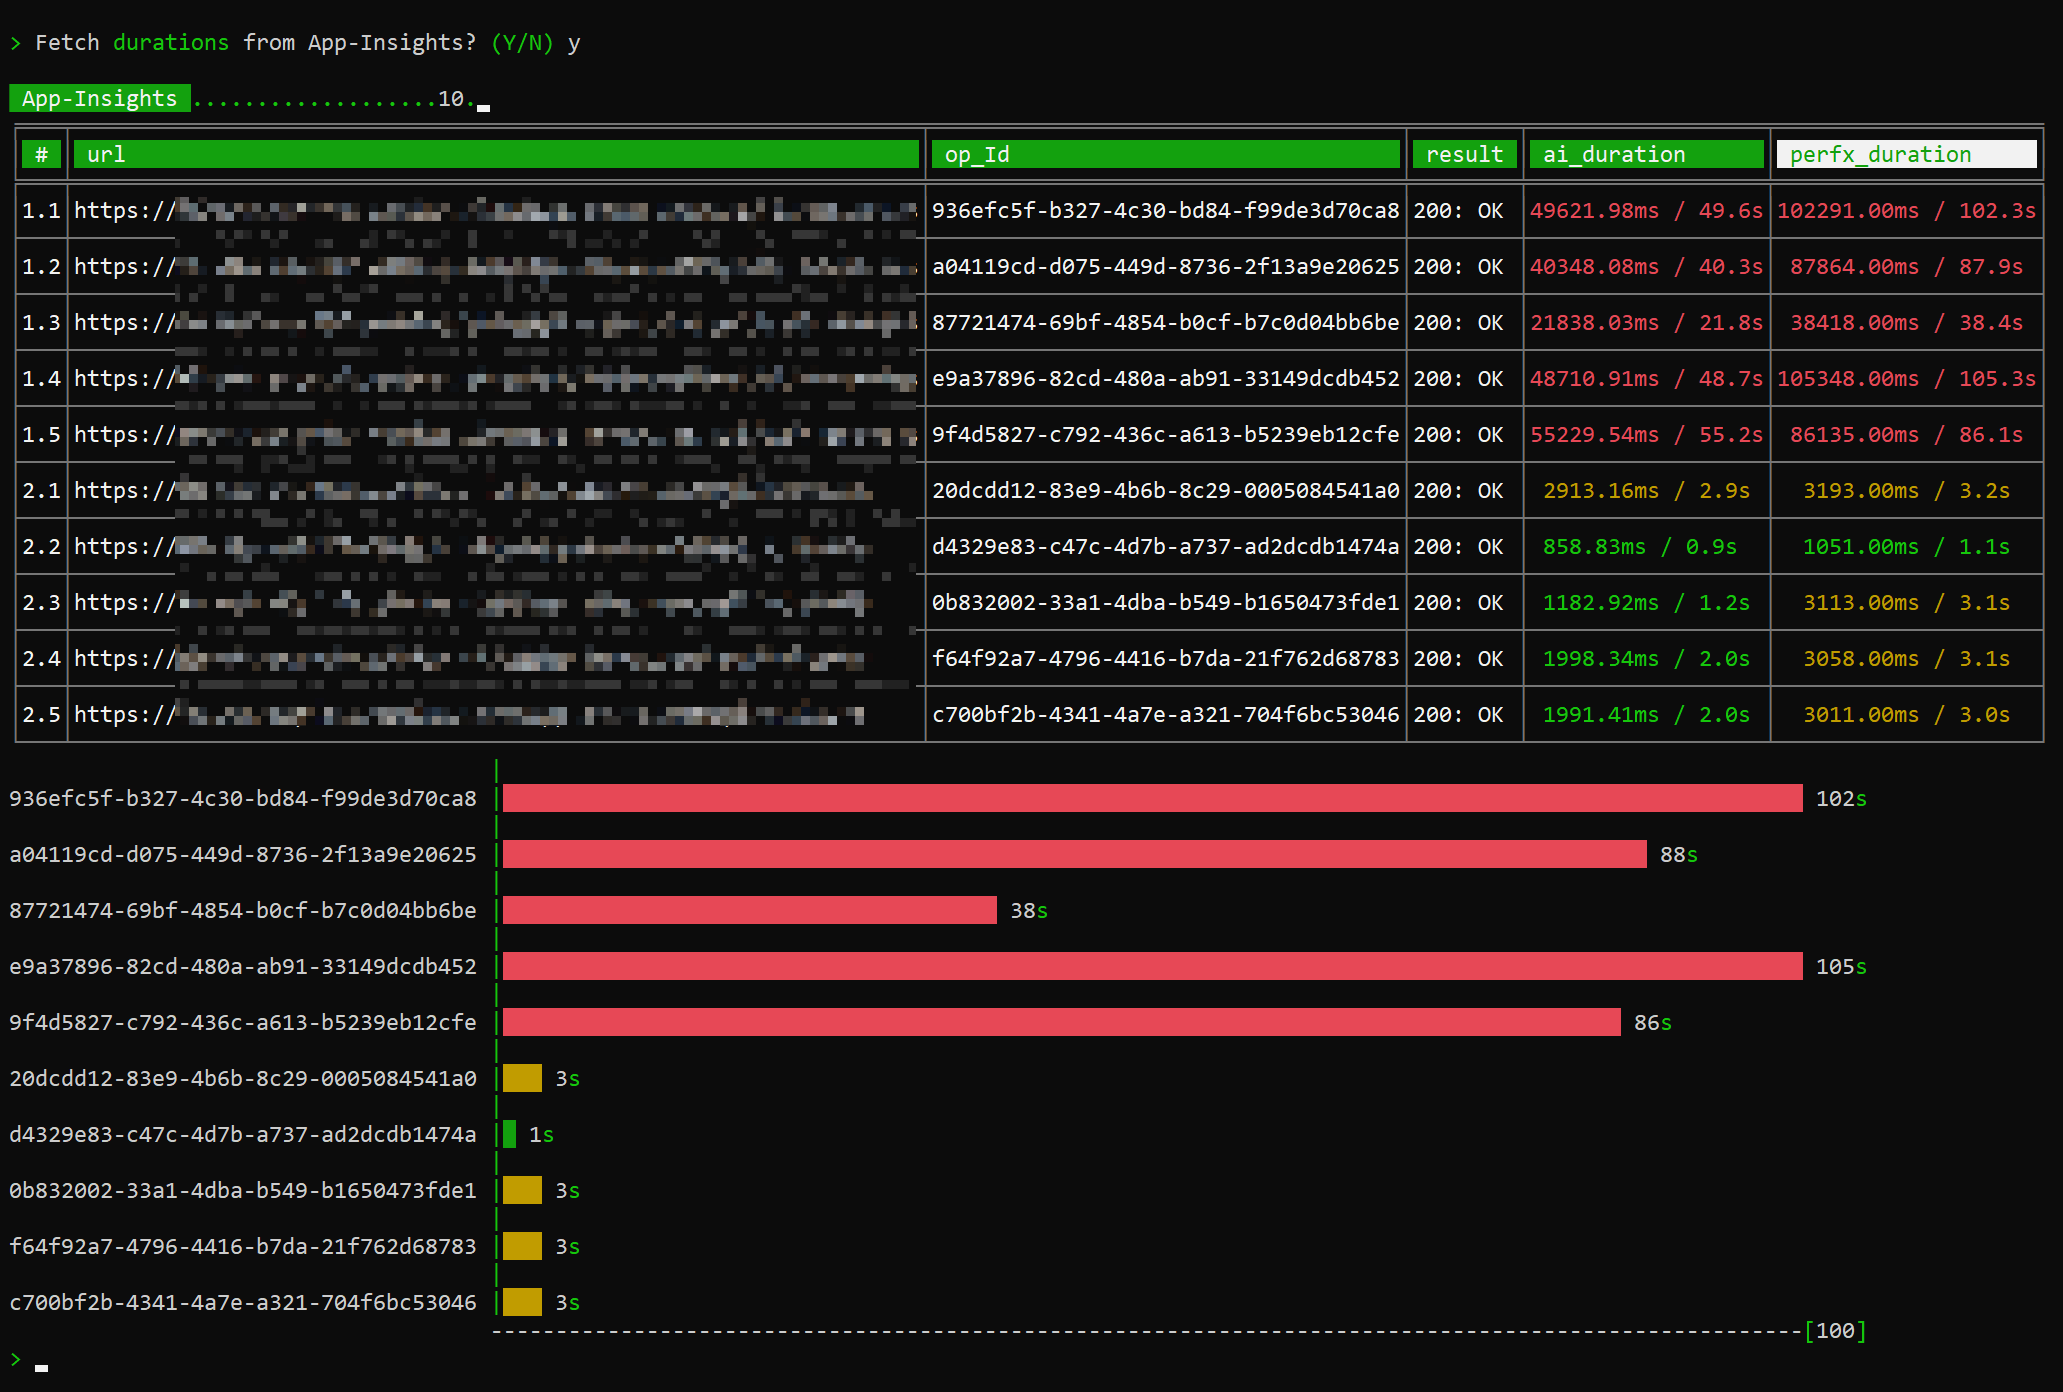 > Fetch durations from App-Insights? (Y/N) y
App-Insights ...................10.
# url op_Id result ai_duration perfx_duration
1.1 https:// 936efc5f-b327-4c30-bd84-f99de3d70ca8 200: OK 49621.98ms / 49.6s 102291.00ms / 102.3s
1.2 https:// a04119cd-d075-449d-8736-2f13a9e20625 200: OK 40348.08ms / 40.3s 87864.00ms / 87.9s
1.3 https:// 87721474-69bf-4854-b0cf-b7c0d04bb6be 200: OK 21838.03ms / 21.8s 38418.00ms / 38.4s
1.4 https:// e9a37896-82cd-480a-ab91-33149dcdb452 200: OK 48710.91ms / 48.7s 105348.00ms / 105.3s
1.5 https:// 9f4d5827-c792-436c-a613-b5239eb12cfe 200: OK 55229.54ms / 55.2s 86135.00ms / 86.1s
2.1 https:// 20dcdd12-83e9-4b6b-8c29-0005084541a0 200: OK 2913.16ms / 2.9s 3193.00ms / 3.2s
2.2 https:// d4329e83-c47c-4d7b-a737-ad2dcdb1474a 200: OK 858.83ms / 0.9s 1051.00ms / 1.1s
2.3 https:// 0b832002-33a1-4dba-b549-b1650473fde1 200: OK 1182.92ms / 1.2s 3113.00ms / 3.1s
2.4 https:// f64f92a7-4796-4416-b7da-21f762d68783 200: OK 1998.34ms / 2.0s 3058.00ms / 3.1s
2.5 https:// c700bf2b-4341-4a7e-a321-704f6bc53046 200: OK 1991.41ms / 2.0s 3011.00ms / 3.0s
936efc5f-b327-4c30-bd84-f99de3d70ca8 102s
a04119cd-d075-449d-8736-2f13a9e20625 88s
87721474-69bf-4854-b0cf-b7c0d04bb6be 38s
e9a37896-82cd-480a-ab91-33149dcdb452 105s
9f4d5827-c792-436c-a613-b5239eb12cfe 86s
20dcdd12-83e9-4b6b-8c29-0005084541a0 3s
d4329e83-c47c-4d7b-a737-ad2dcdb1474a 1s
0b832002-33a1-4dba-b549-b1650473fde1 3s
f64f92a7-4796-4416-b7da-21f762d68783 3s
c700bf2b-4341-4a7e-a321-704f6bc53046 3s
[100]
>